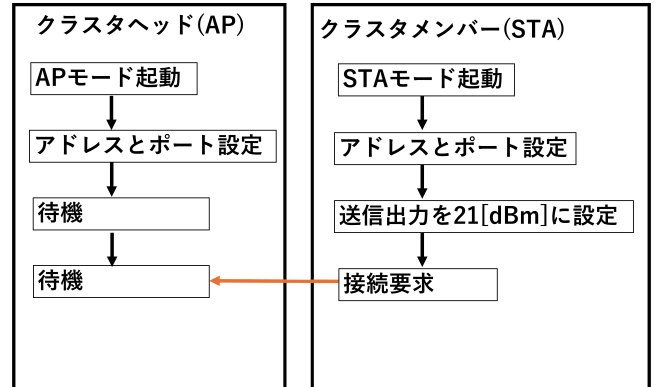 クラスタヘッド(AP)
APモード起動
アドレスとポート設定
待機
待機
クラスタメンバー(STA)
STAモード起動
アドレスとポート設定
送信出力を21[dBm]に設定
接続要求